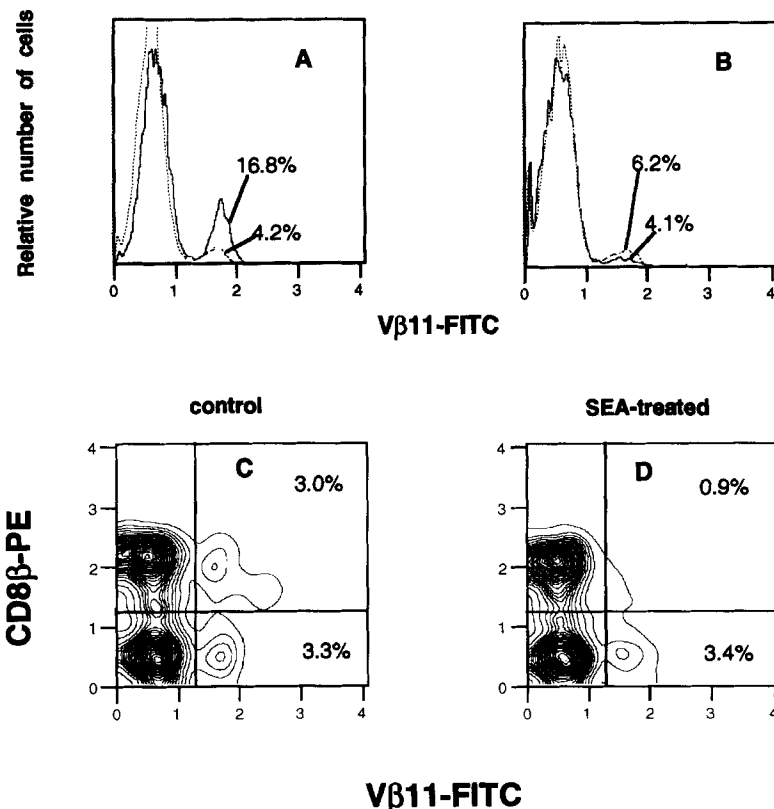 Relative number of cells
A
16.8%
4.2%
0 1 2 3 4
B
6.2%
4.1%
0 1 2 3 4
Vβ11-FITC
control
SEA-treated
CD8β-PE
4
3
2
1
0
C
3.0%
3.3%
0 1 2 3 4
4
3
2
1
0
D
0.9%
3.4%
0 1 2 3 4
Vβ11-FITC